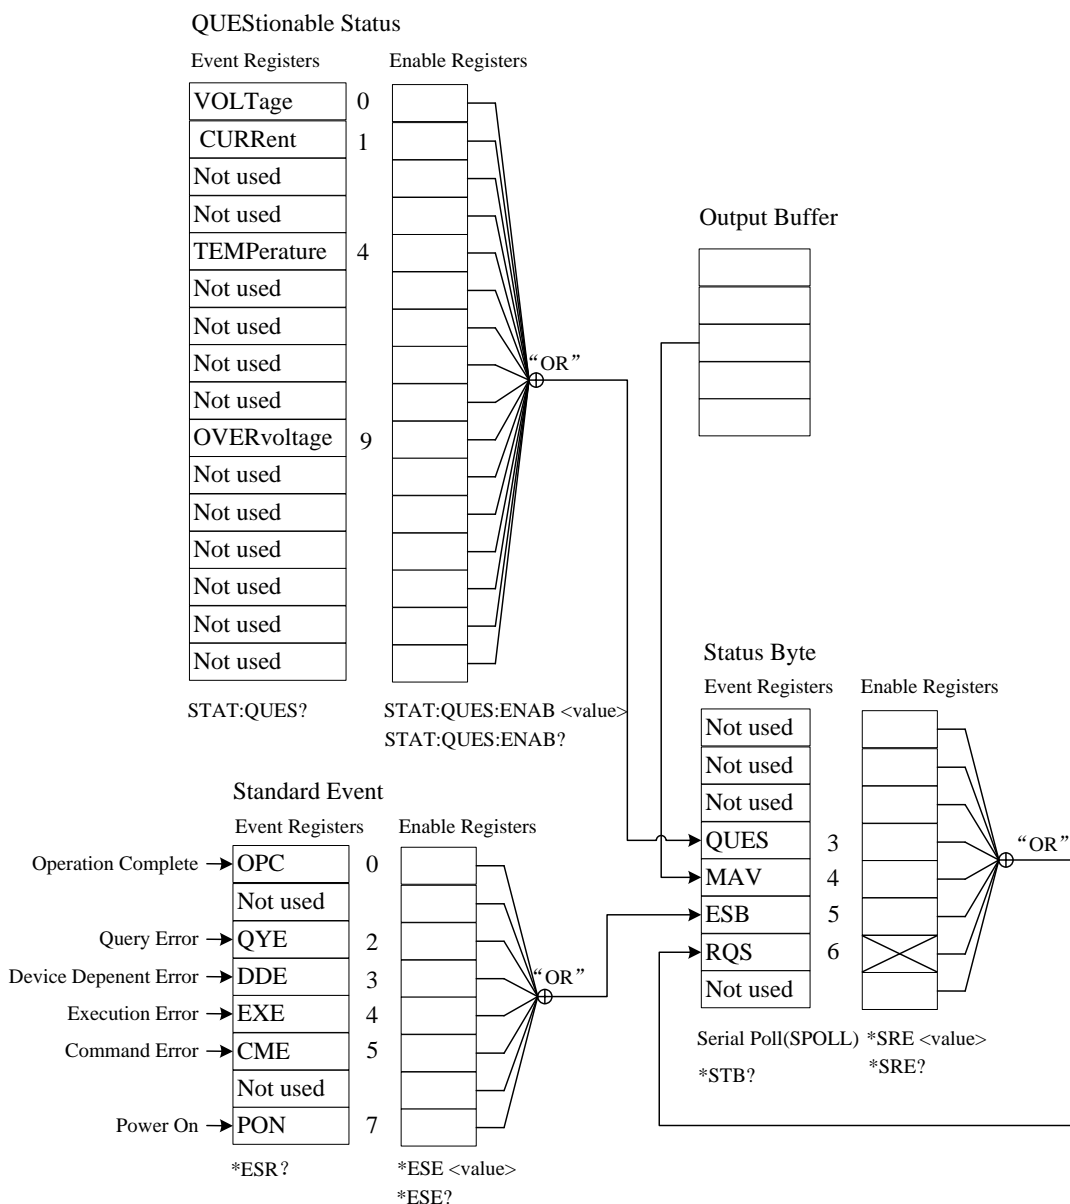 QUEStionable Status
Event Registers Enable Registers
VOLTage 0
CURRent 1
Not used
Not used
TEMPerature 4
Not used
Not used
Not used
Not used
OVERvoltage 9
Not used
Not used
Not used
Not used
Not used
Not used
“OR”
STAT:QUES? STAT:QUES:ENAB <value>
STAT:QUES:ENAB?
Output Buffer
Standard Event
Event Registers Enable Registers
Operation Complete OPC 0
Not used
Query Error QYE 2
Device Depenent Error DDE 3
Execution Error EXE 4
Command Error CME 5
Not used
Power On PON 7
“OR”
*ESR? *ESE <value>
*ESE?
Status Byte
Event Registers Enable Registers
Not used
Not used
Not used
QUES 3
MAV 4
ESB 5
RQS 6
Not used
“OR”
Serial Poll(SPOLL) *SRE <value>
*STB? *SRE?